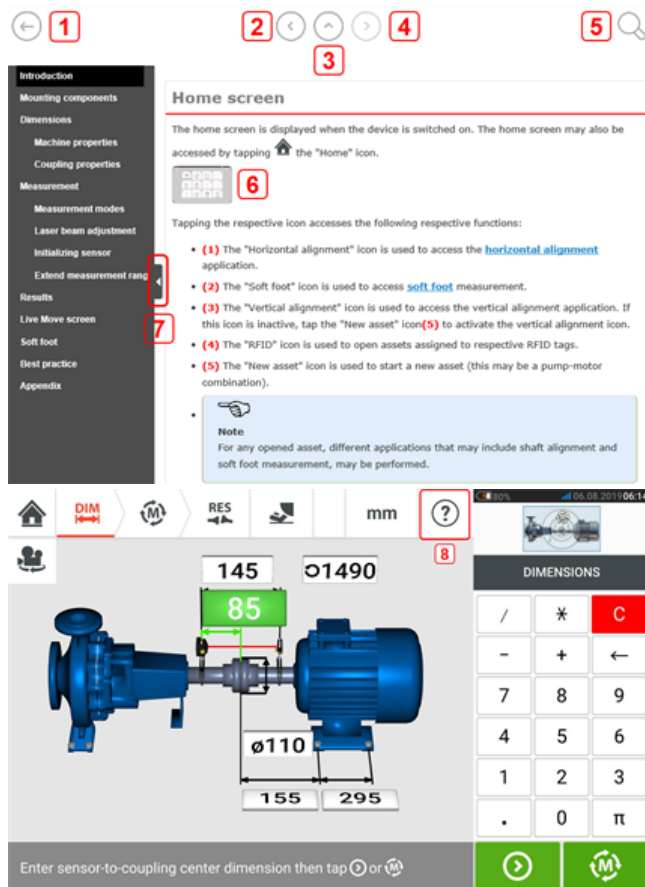 1
2
3
4
5
Introduction
Mounting components
Dimensions
Machine properties
Coupling properties
Measurement
Measurement modes
Laser beam adjustment
Initializing sensor
Extend measurement rang
Results
Live Move screen
Soft foot
Best practice
Appendix
7
Home screen
The home screen is displayed when the device is switched on. The home screen may also be
accessed by tapping the "Home" icon.
6
Tapping the respective icon accesses the following respective functions:
• (1) The "Horizontal alignment" icon is used to access the horizontal alignment
application.
• (2) The "Soft foot" icon is used to access soft foot measurement.
• (3) The "Vertical alignment" icon is used to access the vertical alignment application. If
this icon is inactive, tap the "New asset" icon(5) to activate the vertical alignment icon.
• (4) The "RFID" icon is used to open assets assigned to respective RFID tags.
• (5) The "New asset" icon is used to start a new asset (this may be a pump-motor
combination).
•
Note
For any opened asset, different applications that may include shaft alignment and
soft foot measurement, may be performed.
DIM
M
RES
mm
?
8
80%
06.08.2019 06:14
145
1490
85
ø110
155
295
Enter sensor-to-coupling center dimension then tap or M
DIMENSIONS
/ * C
- + ←
7 8 9
4 5 6
1 2 3
. 0 π
M